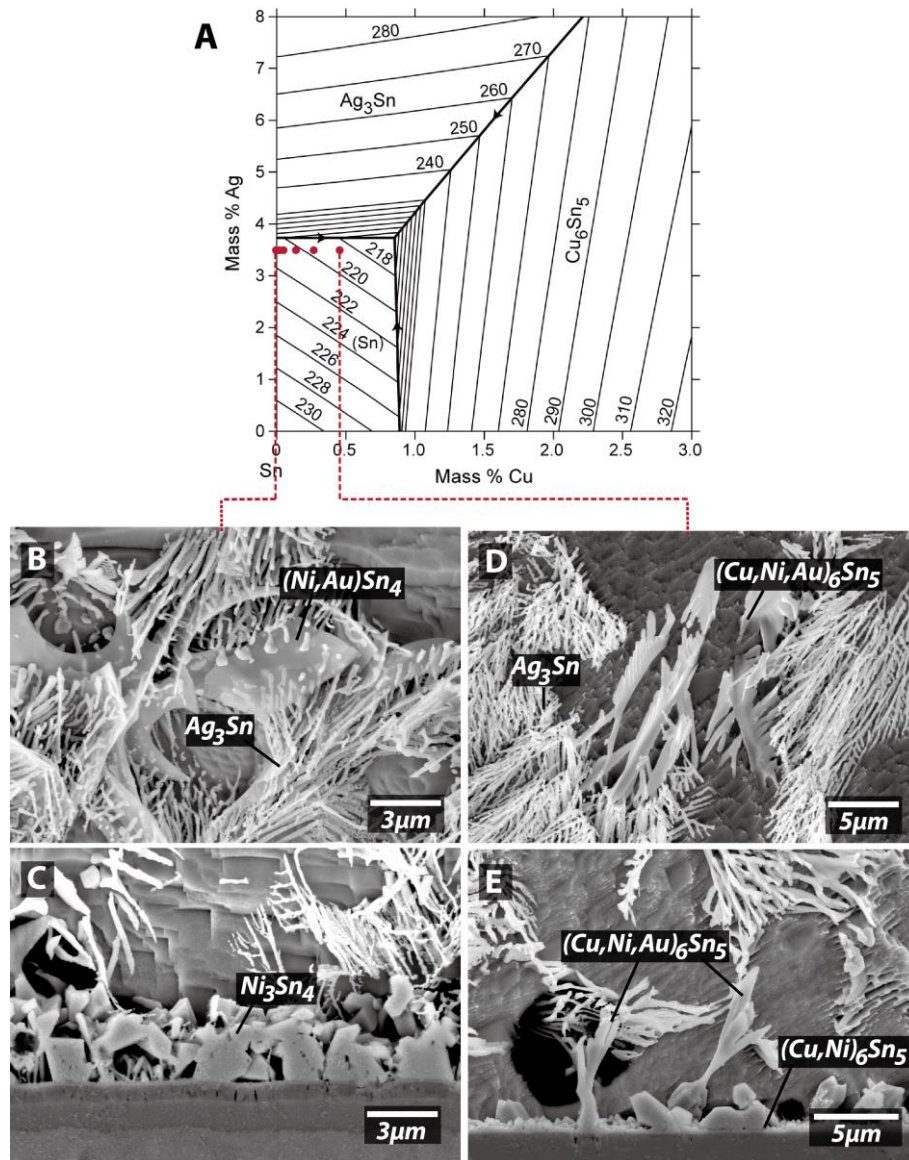 A
8
7
6
5
4
3
2
1
0
Mass % Ag
280
270
Ag3Sn
260
250
240
218
220
222
224 (Sn)
226
228
230
Cu6Sn5
280
290
300
310
320
0
0.5
1.0
1.5
2.0
2.5
3.0
Sn
Mass % Cu
B
(Ni,Au)Sn4
Ag3Sn
3µm
D
(Cu,Ni,Au)6Sn5
Ag3Sn
5µm
C
Ni3Sn4
3µm
E
(Cu,Ni,Au)6Sn5
(Cu,Ni)6Sn5
5µm